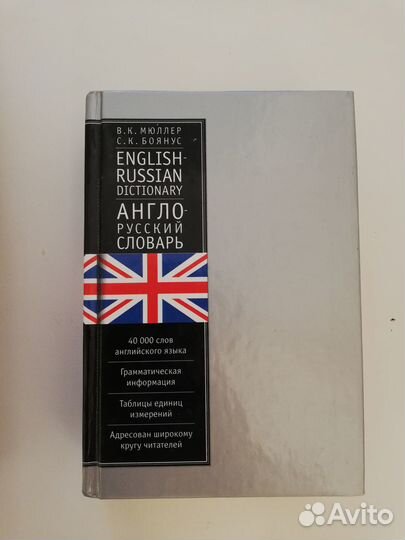 В.К. МЮЛЛЕР
С.К. БОЯНУС
ENGLISH-
RUSSIAN
DICTIONARY
АНГЛО-
РУССКИЙ
СЛОВАРЬ
40 000 слов
английского языка
Грамматическая
информация
Таблицы единиц
измерений
Адресован широкому
кругу читателей
Avito